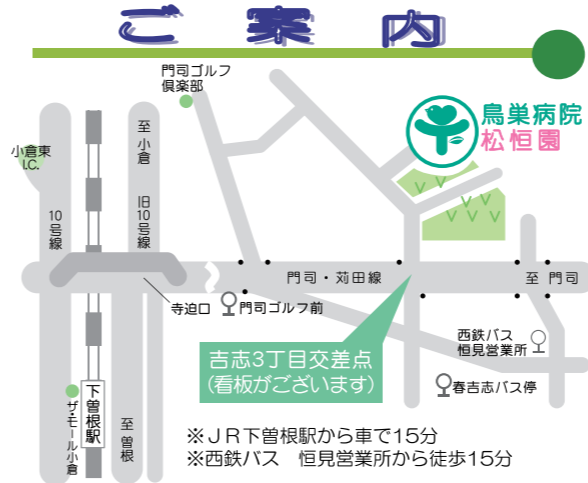 ご案内
門司ゴルフ
倶楽部
鳥巣病院
松恒園
小倉東
I.C.
至小倉
10号線
旧10号線
門司・苅田線
至 門司
寺迫口
門司ゴルフ前
吉志3丁目交差点
(看板がございます)
西鉄バス
恒見営業所
春吉志バス停
下曽根駅
ザ・モール小倉
至曽根
※JR下曽根駅から車で15分
※西鉄バス 恒見営業所から徒歩15分